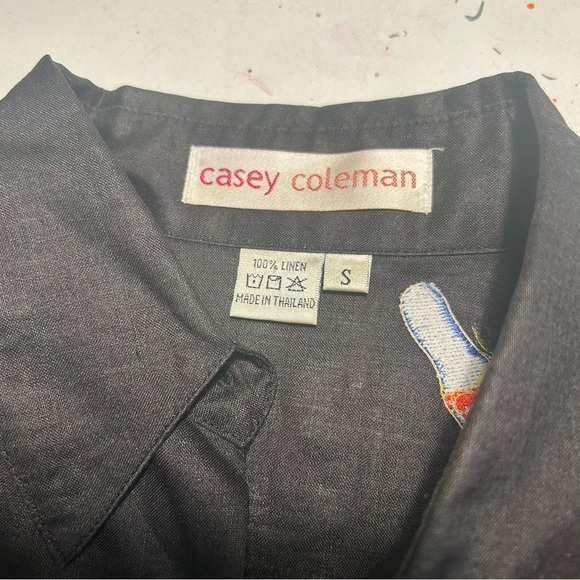 casey coleman
100% LINEN
S
MADE IN THAILAND